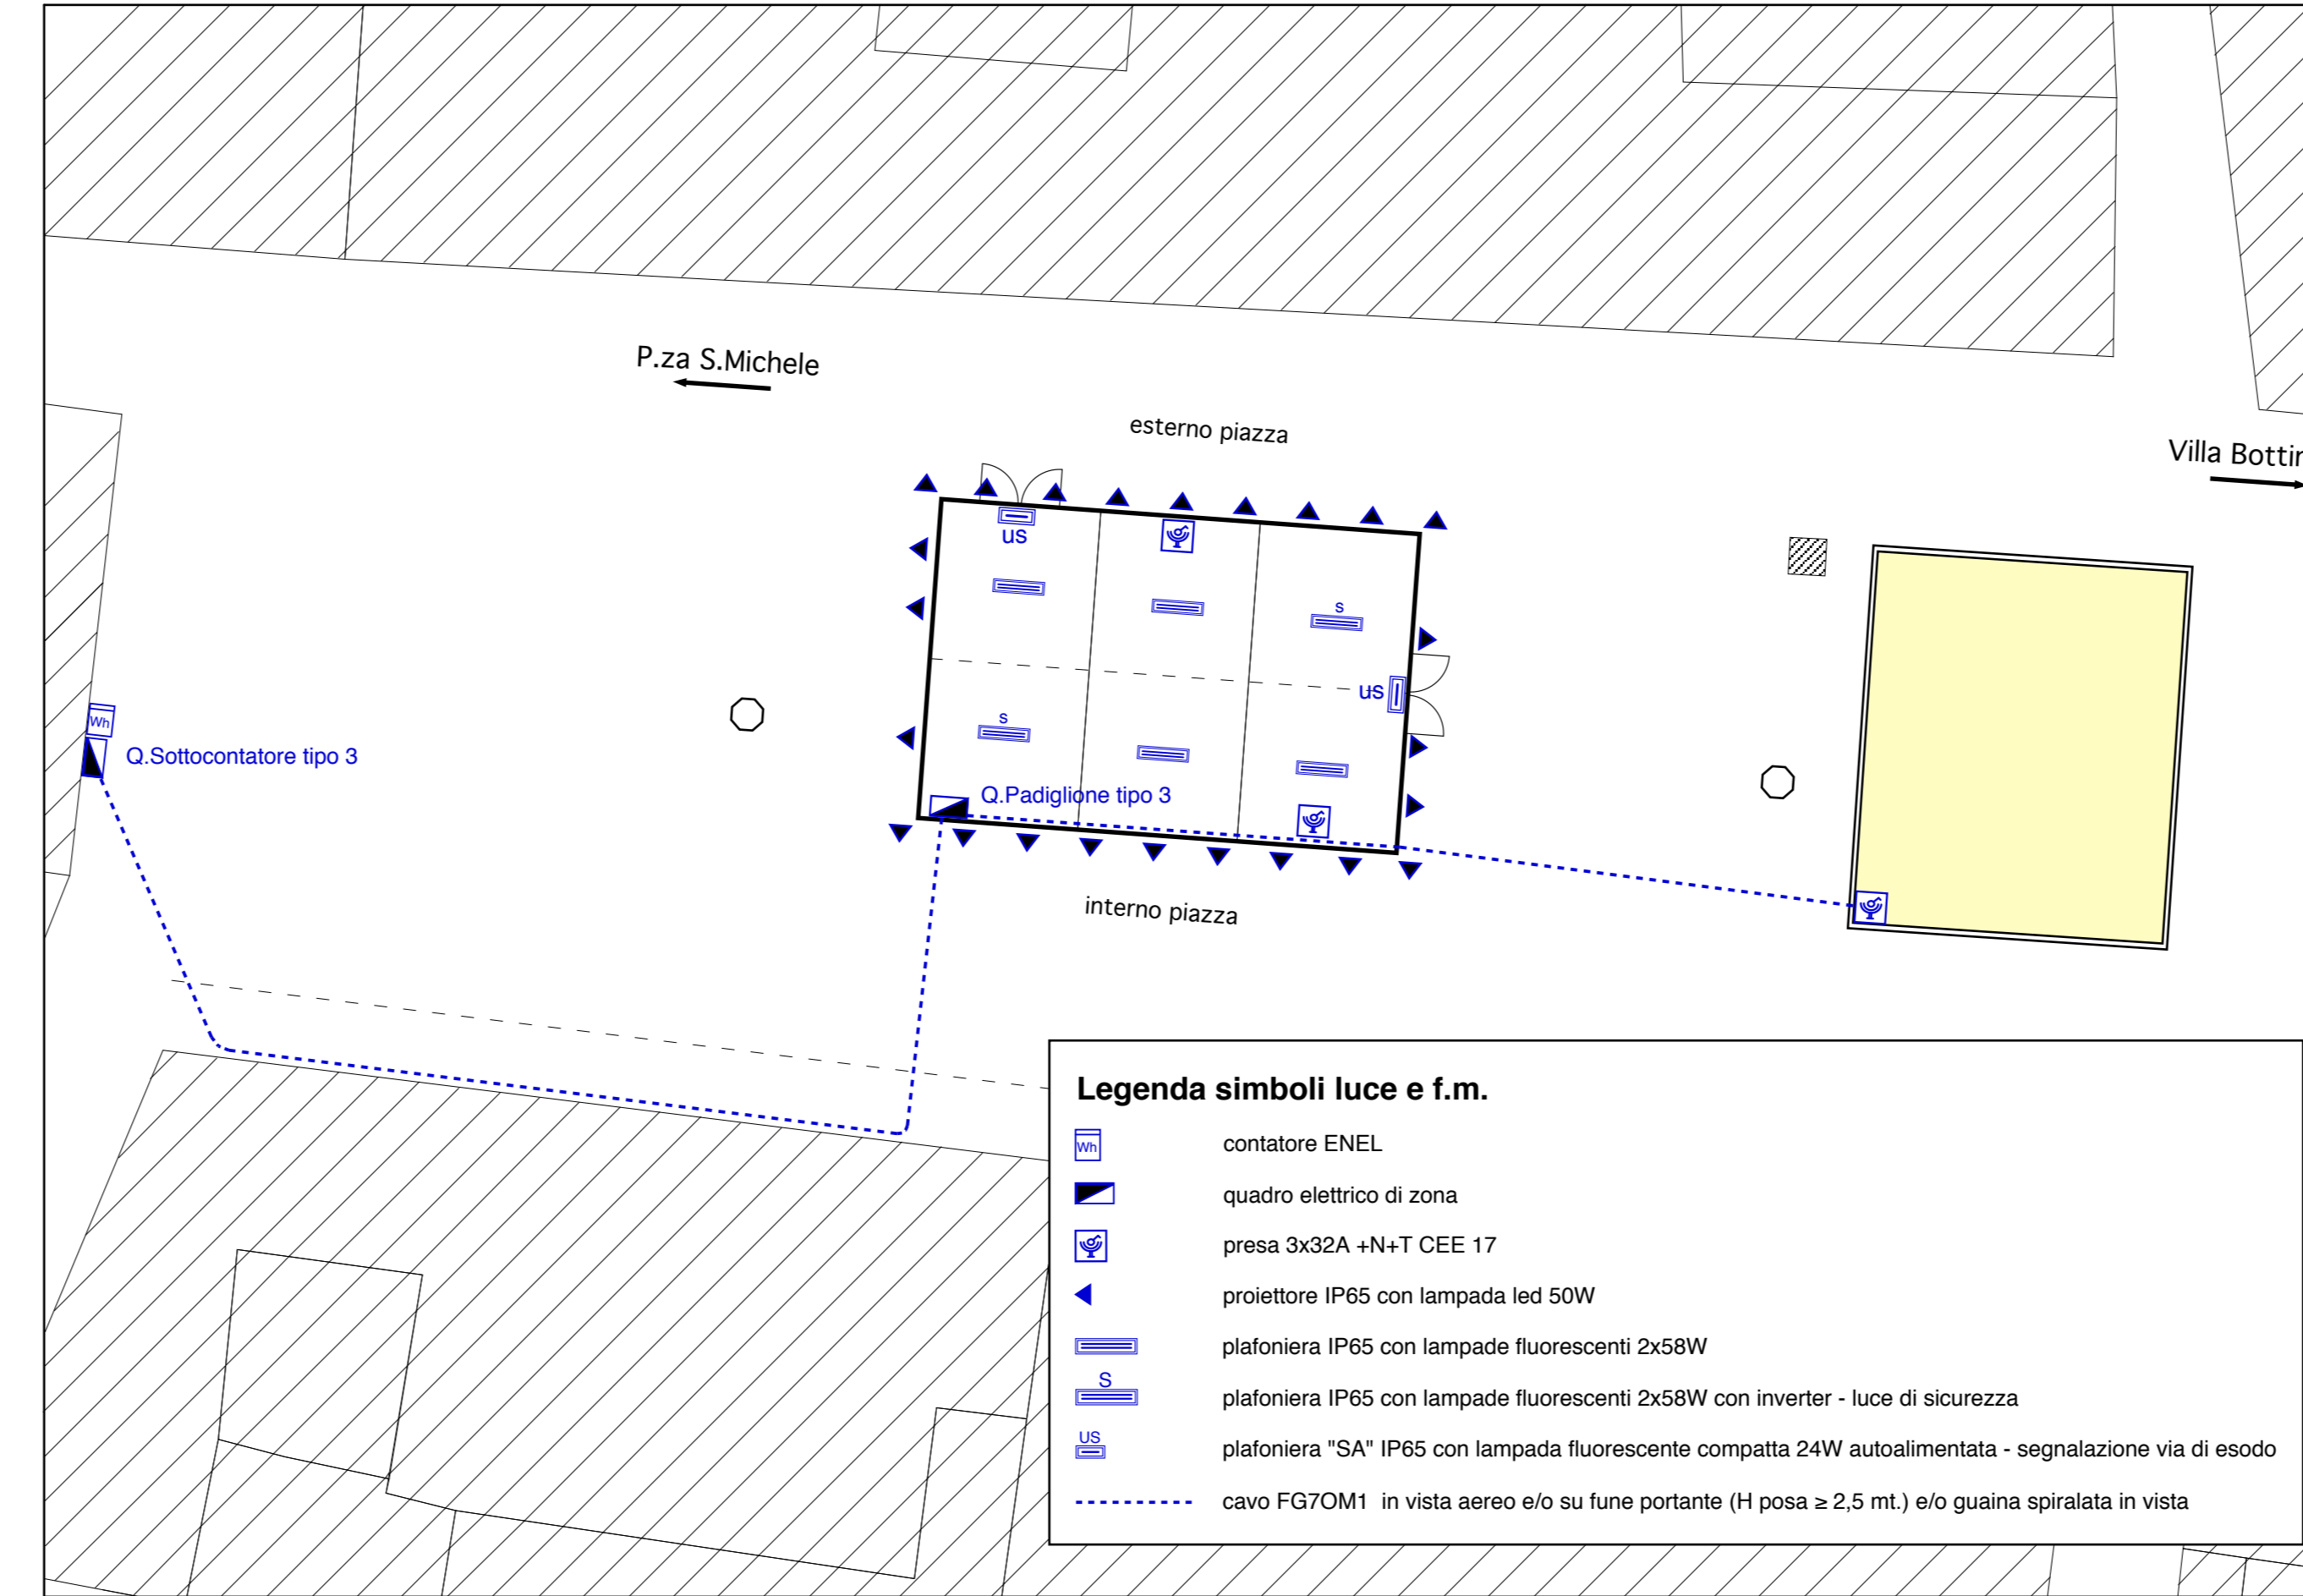 P.za S.Michele
esterno piazza
Villa Bottin
us
s
us
s
Wh
Q.Sottocontatore tipo 3
Q.Padiglione tipo 3
interno piazza
Legenda simboli luce e f.m.
Wh contatore ENEL
quadro elettrico di zona
presa 3x32A +N+T CEE 17
proiettore IP65 con lampada led 50W
plafoniera IP65 con lampade fluorescenti 2x58W
S plafoniera IP65 con lampade fluorescenti 2x58W con inverter - luce di sicurezza
US plafoniera "SA" IP65 con lampada fluorescente compatta 24W autoalimentata - segnalazione via di esodo
cavo FG7OM1 in vista aereo e/o su fune portante (H posa ≥ 2,5 mt.) e/o guaina spiralata in vista